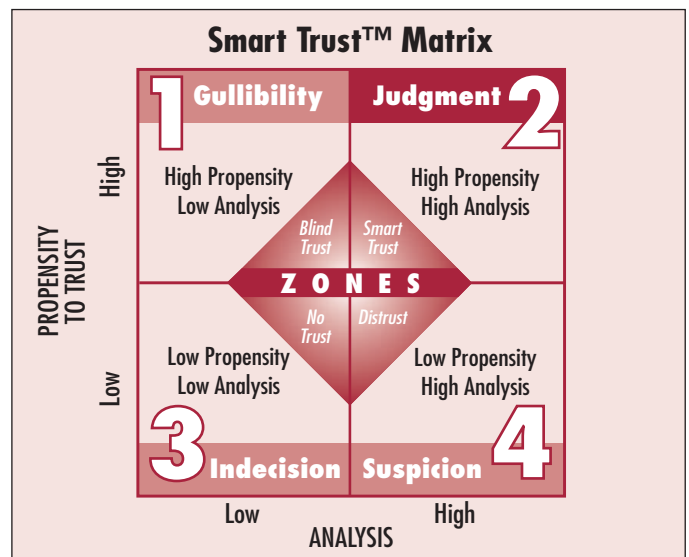 Smart Trust™ Matrix
1 Gullibility
Judgment 2
High
PROPENSITY
TO TRUST
Low
High Propensity
Low Analysis
High Propensity
High Analysis
Blind
Trust
Smart
Trust
ZONES
No
Trust
Distrust
Low Propensity
Low Analysis
Low Propensity
High Analysis
3 Indecision
Suspicion 4
Low
High
ANALYSIS